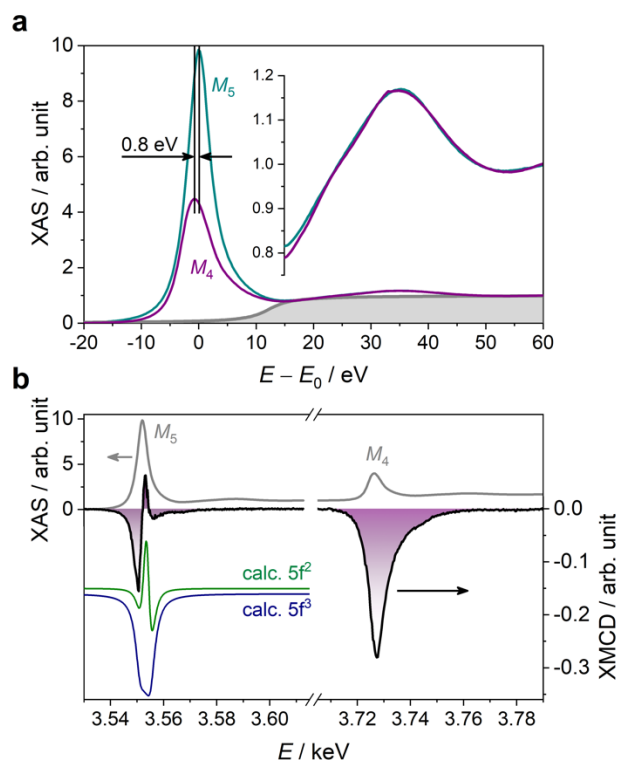 a
XAS / arb. unit
10
8
6
4
2
0
M₅
0.8 eV
M₄
1.2
1.1
1.0
0.9
0.8
-20 -10 0 10 20 30 40 50 60
E − E₀ / eV
b
XAS / arb. unit
10
5
0
M₅
M₄
calc. 5f²
calc. 5f³
0.0
-0.1
-0.2
-0.3
XMCD / arb. unit
3.54 3.56 3.58 3.60 3.72 3.74 3.76 3.78
E / keV